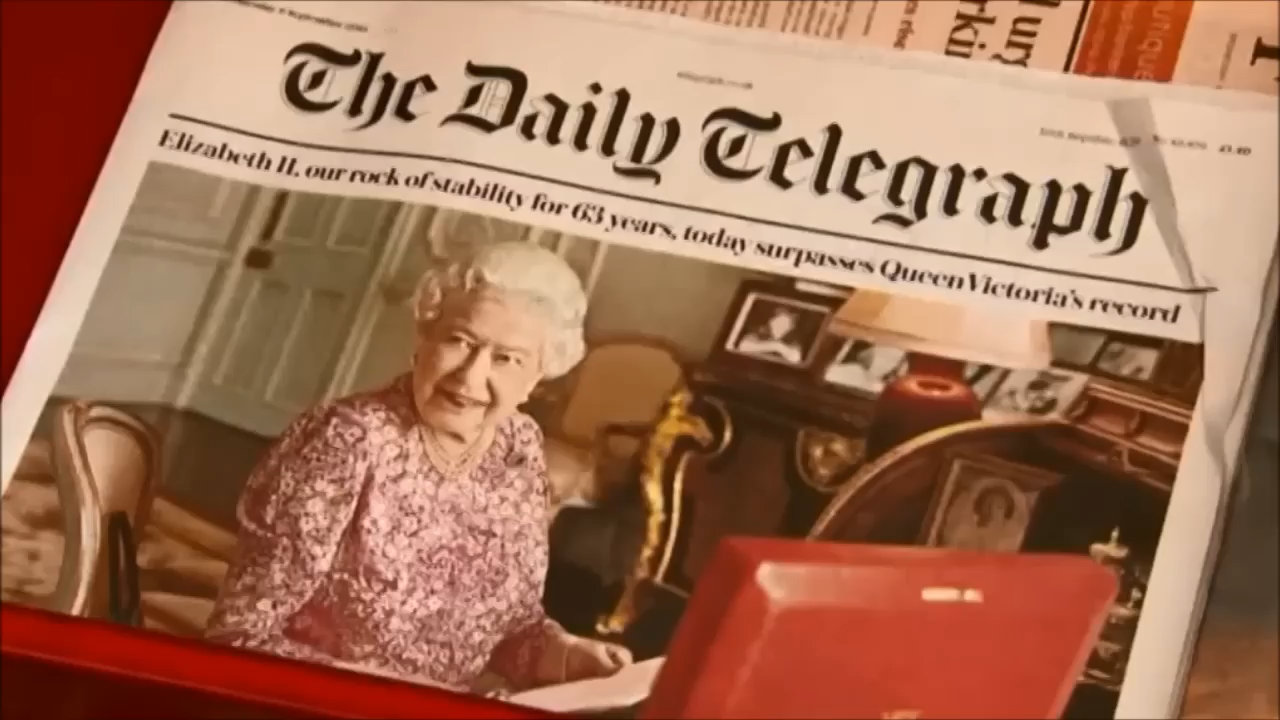 The Daily Telegraph
Elizabeth II, our rock of stability for 63 years, today surpasses Queen Victoria's record